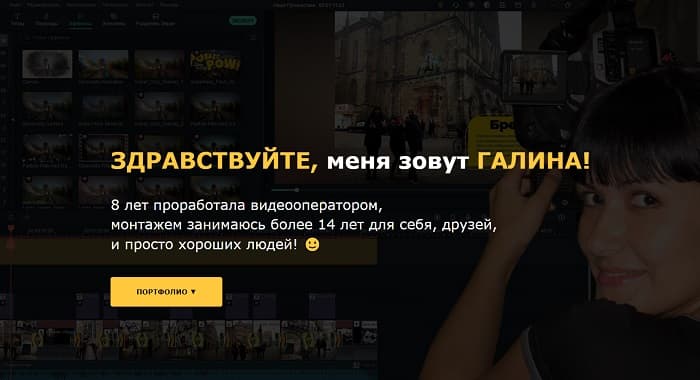 ЗДРАВСТВУЙТЕ, меня зовут ГАЛИНА!
8 лет проработала видеооператором,
монтажем занимаюсь более 14 лет для себя, друзей,
и просто хороших людей! 🙂
ПОРТФОЛИО ▼